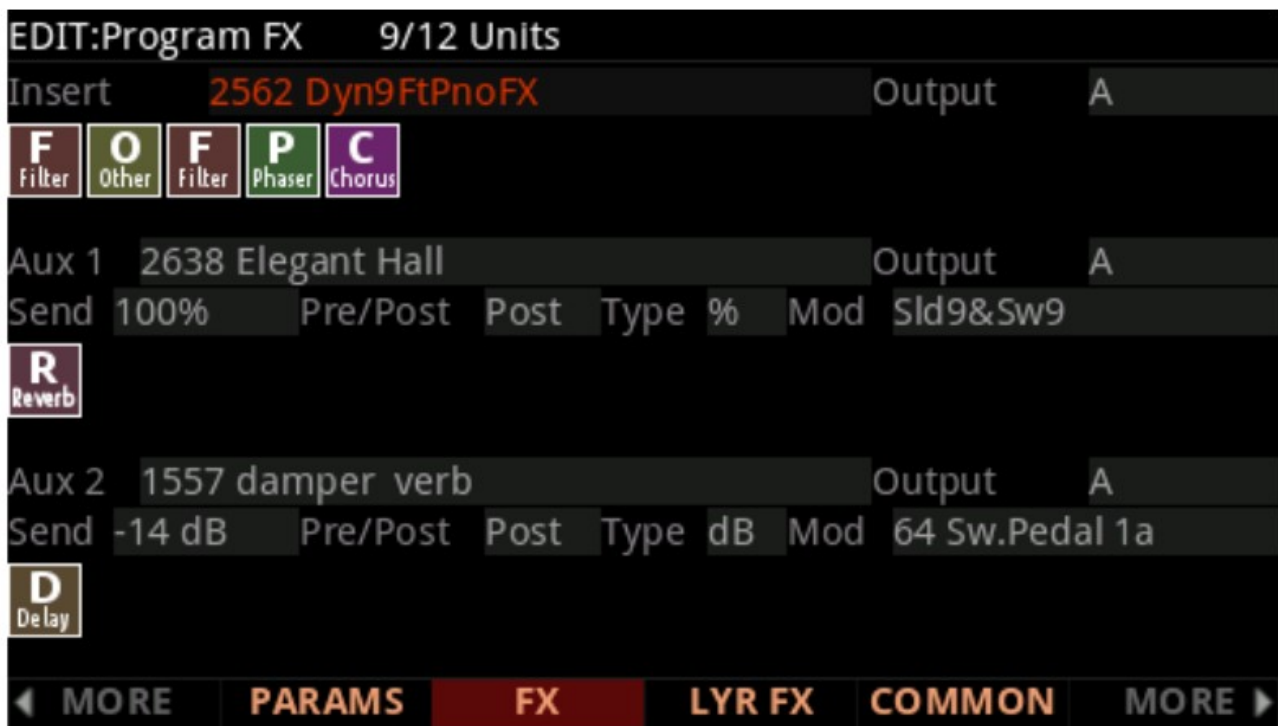 EDIT:Program FX 9/12 Units
Insert 2562 Dyn9FtPnoFX Output A
F O F P C
Filter Other Filter Phaser Chorus
Aux 1 2638 Elegant Hall Output A
Send 100% Pre/Post Post Type % Mod Sld9&Sw9
R
Reverb
Aux 2 1557 damper verb Output A
Send -14 dB Pre/Post Post Type dB Mod 64 Sw.Pedal 1a
D
Delay
MORE PARAMS FX LYR FX COMMON MORE